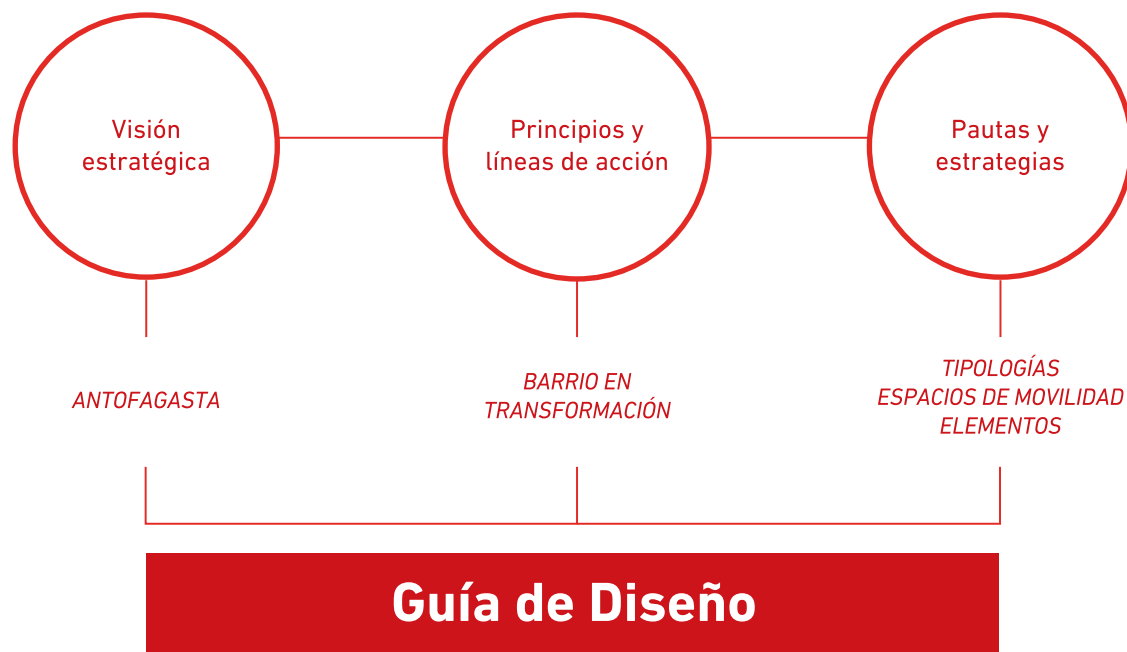 Visión
estratégica
Principios y
líneas de acción
Pautas y
estrategias
ANTOFAGASTA
BARRIO EN
TRANSFORMACIÓN
TIPOLOGÍAS
ESPACIOS DE MOVILIDAD
ELEMENTOS
Guía de Diseño